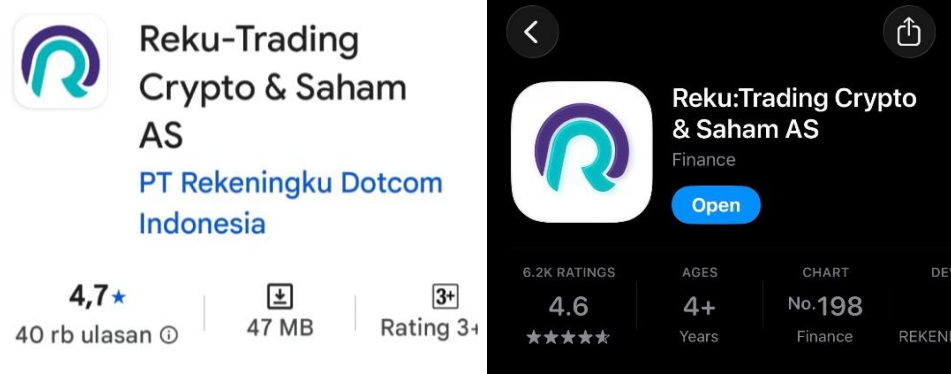 Reku-Trading
Crypto & Saham
AS
PT Rekeningku Dotcom
Indonesia
4,7★
40 rb ulasan
47 MB
3+
Rating 3+
Reku:Trading Crypto
& Saham AS
Finance
Open
6.2K RATINGS
4.6
AGES
4+
Years
CHART
No.198
Finance